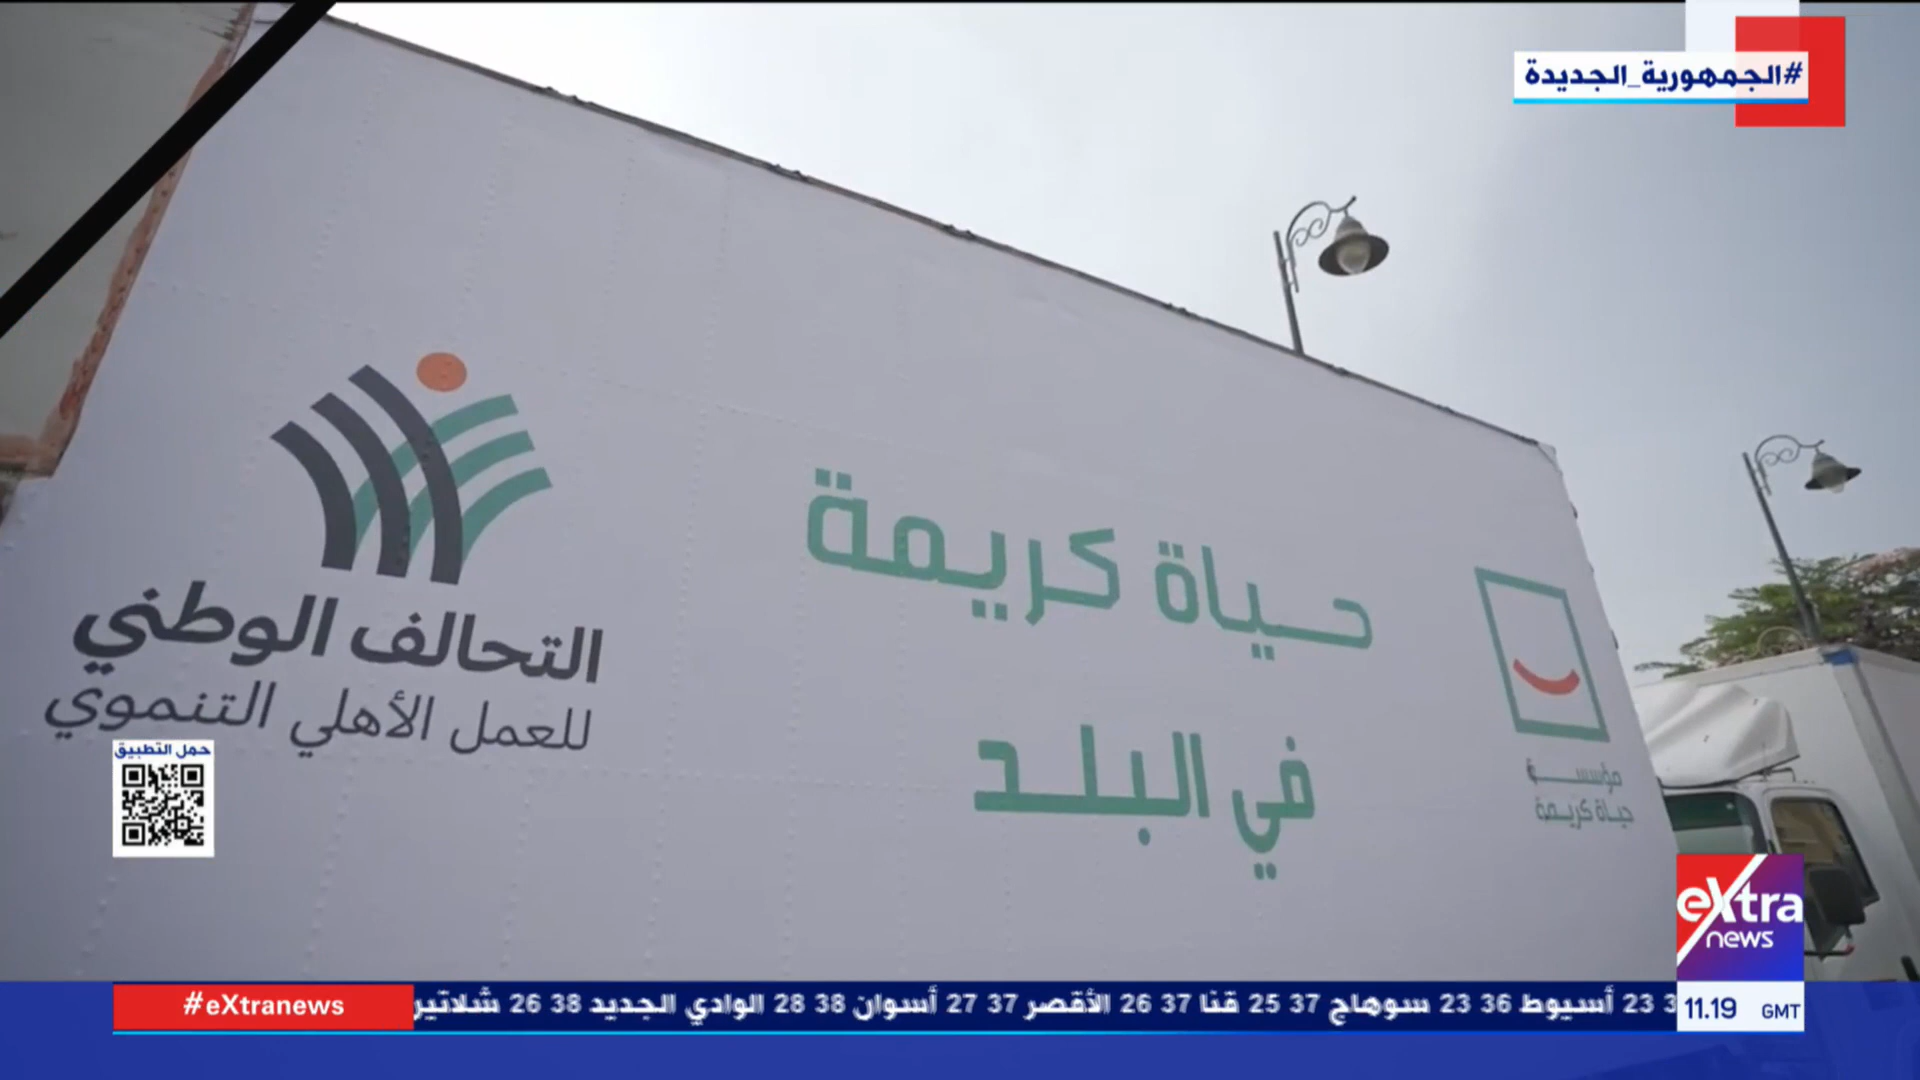 #الجمهورية_الجديدة
حياة كريمة
في البلد
مؤسسة
حياة كريمة
التحالف الوطني
للعمل الأهلي التنموي
حمل التطبيق
eXtra
news
#eXtranews
23 أسيوط 36 23 سوهاج 37 25 قنا 37 26 الأقصر 37 27 أسوان 38 28 الوادي الجديد 38 26 شلاتين
11.19 GMT